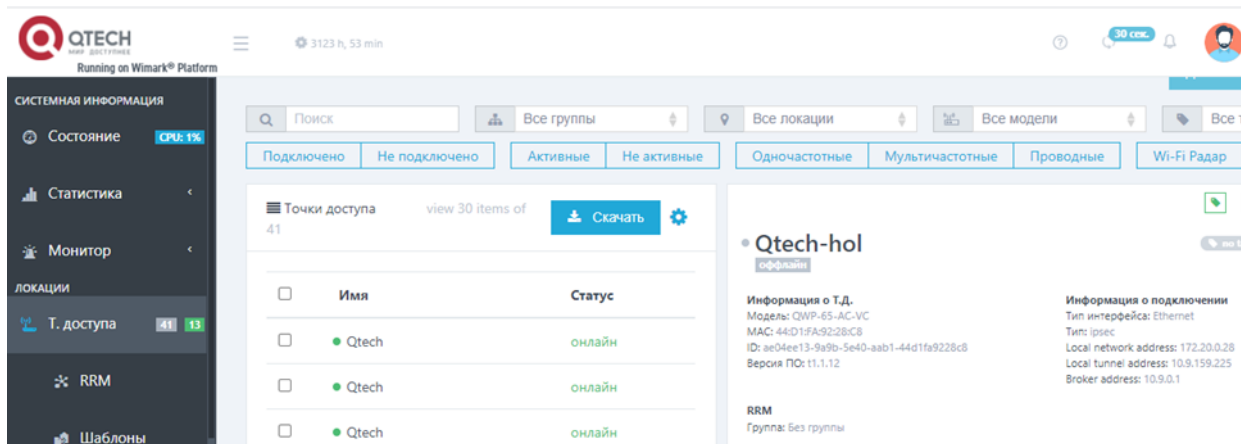 QTECH
МИР ДОСТУПНЕЕ
Running on Wimark® Platform
3123 h, 53 min
30 сек.
СИСТЕМНАЯ ИНФОРМАЦИЯ
Состояние CPU: 1%
Статистика
Монитор
ЛОКАЦИИ
Т. доступа 41 13
RRM
Шаблоны
Поиск Все группы Все локации Все модели Все
Подключено Не подключено Активные Не активные Одночастотные Мультичастотные Проводные Wi-Fi Радар
Точки доступа view 30 items of 41 Скачать
Имя Статус
Qtech онлайн
Qtech онлайн
Qtech онлайн
Qtech-hol
оффлайн
no
Информация о Т.Д.
Модель: QWP-65-AC-VC
MAC: 44:D1:FA:92:28:C8
ID: ae04ee13-9a9b-5e40-aab1-44d1fa9228c8
Версия ПО: t1.1.12
Информация о подключении
Тип интерфейса: Ethernet
Тип: ipsec
Local network address: 172.20.0.28
Local tunnel address: 10.9.159.225
Broker address: 10.9.0.1
RRM
Группа: Без группы